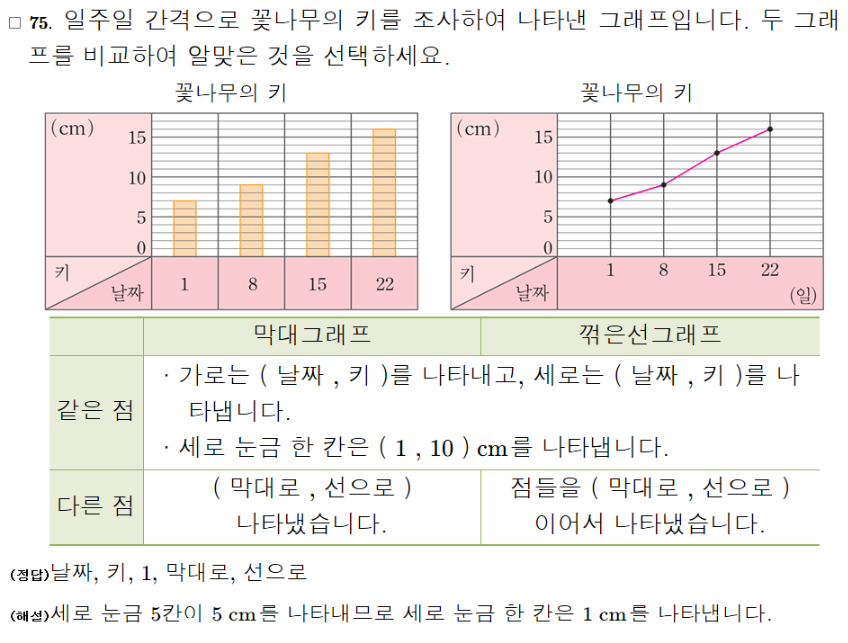 □ 75. 일주일 간격으로 꽃나무의 키를 조사하여 나타낸 그래프입니다. 두 그래
프를 비교하여 알맞은 것을 선택하세요.
꽃나무의 키
(cm)
15
10
5
0
키
날짜
1 8 15 22
꽃나무의 키
(cm)
15
10
5
0
키
날짜
1 8 15 22
(일)
막대그래프 꺾은선그래프
같은 점
· 가로는 ( 날짜 , 키 )를 나타내고, 세로는 ( 날짜 , 키 )를 나
타냅니다.
· 세로 눈금 한 칸은 ( 1 , 10 ) cm를 나타냅니다.
다른 점
( 막대로 , 선으로 )
나타냈습니다.
점들을 ( 막대로 , 선으로 )
이어서 나타냈습니다.
(정답)날짜, 키, 1, 막대로, 선으로
(해설)세로 눈금 5칸이 5 cm를 나타내므로 세로 눈금 한 칸은 1 cm를 나타냅니다.